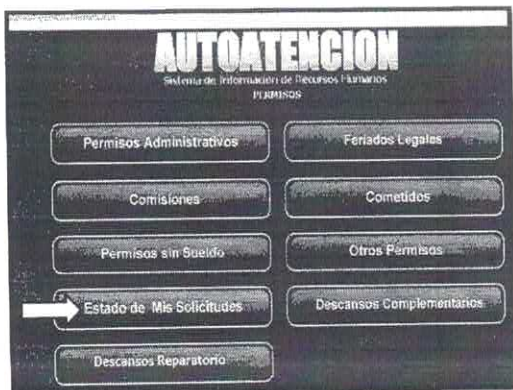 AUTOATENCION
Sistema de Información de Recursos Humanos
PERMISOS
Permisos Administrativos
Feriados Legales
Comisiones
Cometidos
Permisos sin Sueldo
Otros Permisos
Estado de Mis Solicitudes
Descansos Complementarios
Descansos Reparatorio